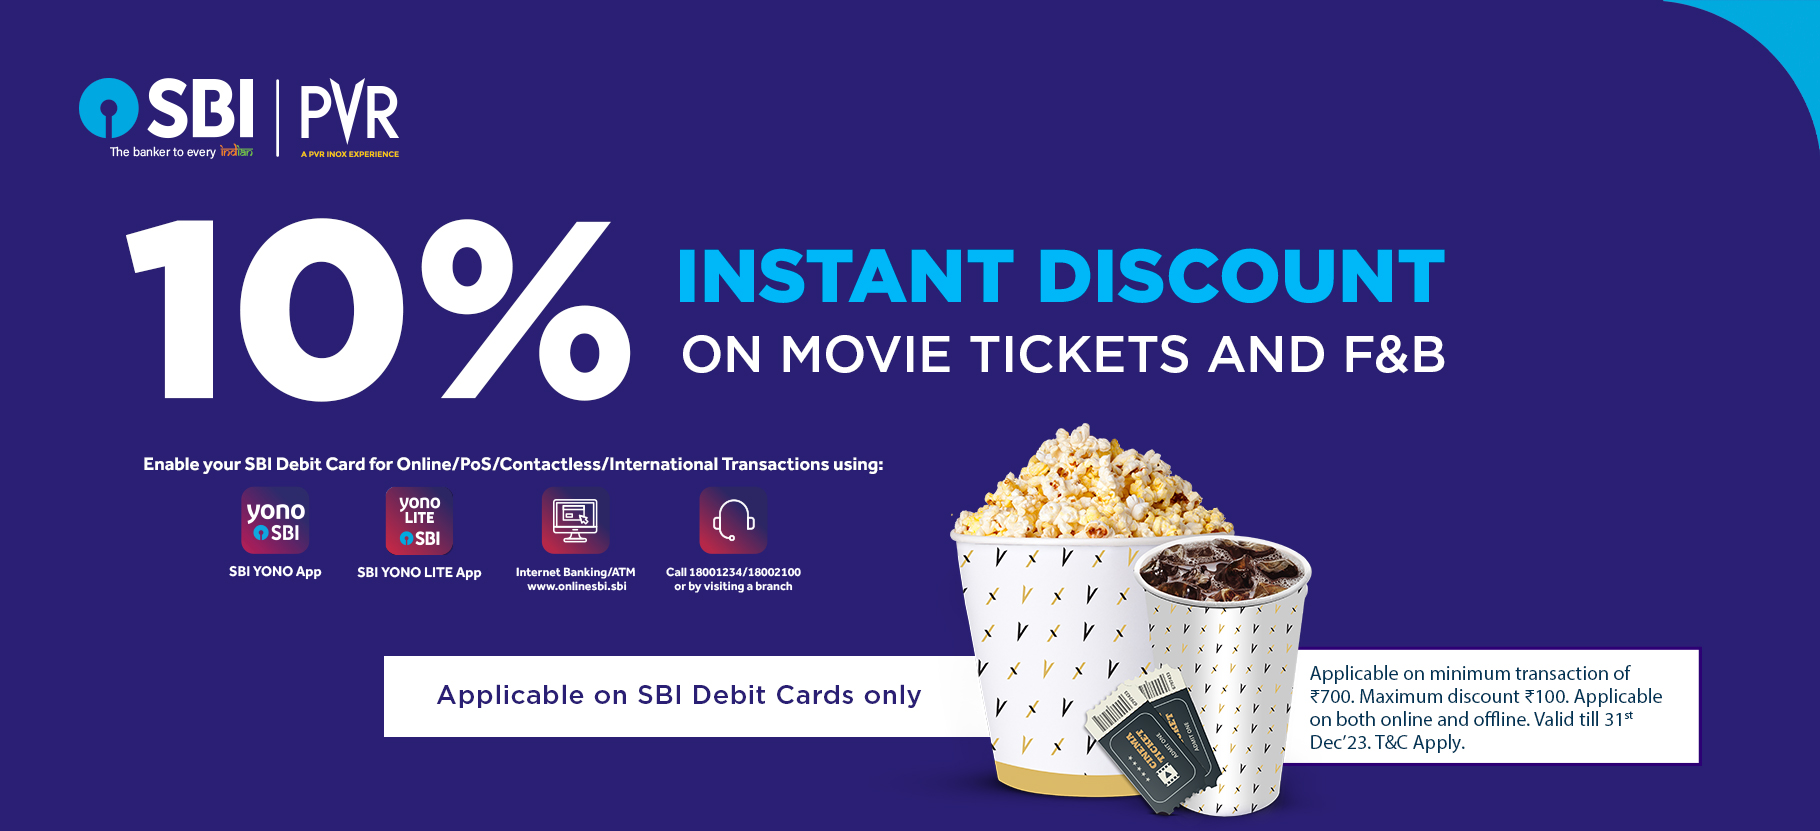 SBI
The banker to every indian
PVR
A PVR INOX EXPERIENCE
10%
INSTANT DISCOUNT
ON MOVIE TICKETS AND F&B
Enable your SBI Debit Card for Online/PoS/Contactless/International Transactions using:
yono
SBI
SBI YONO App
yono
LITE
SBI
SBI YONO LITE App
Internet Banking/ATM
www.onlinesbi.sbi
Call 18001234/18002100
or by visiting a branch
Applicable on SBI Debit Cards only
CINEMA
TICKET
ADMIT ONE
ADMIT ONE
Applicable on minimum transaction of
₹700. Maximum discount ₹100. Applicable
on both online and offline. Valid till 31st
Dec’23. T&C Apply.